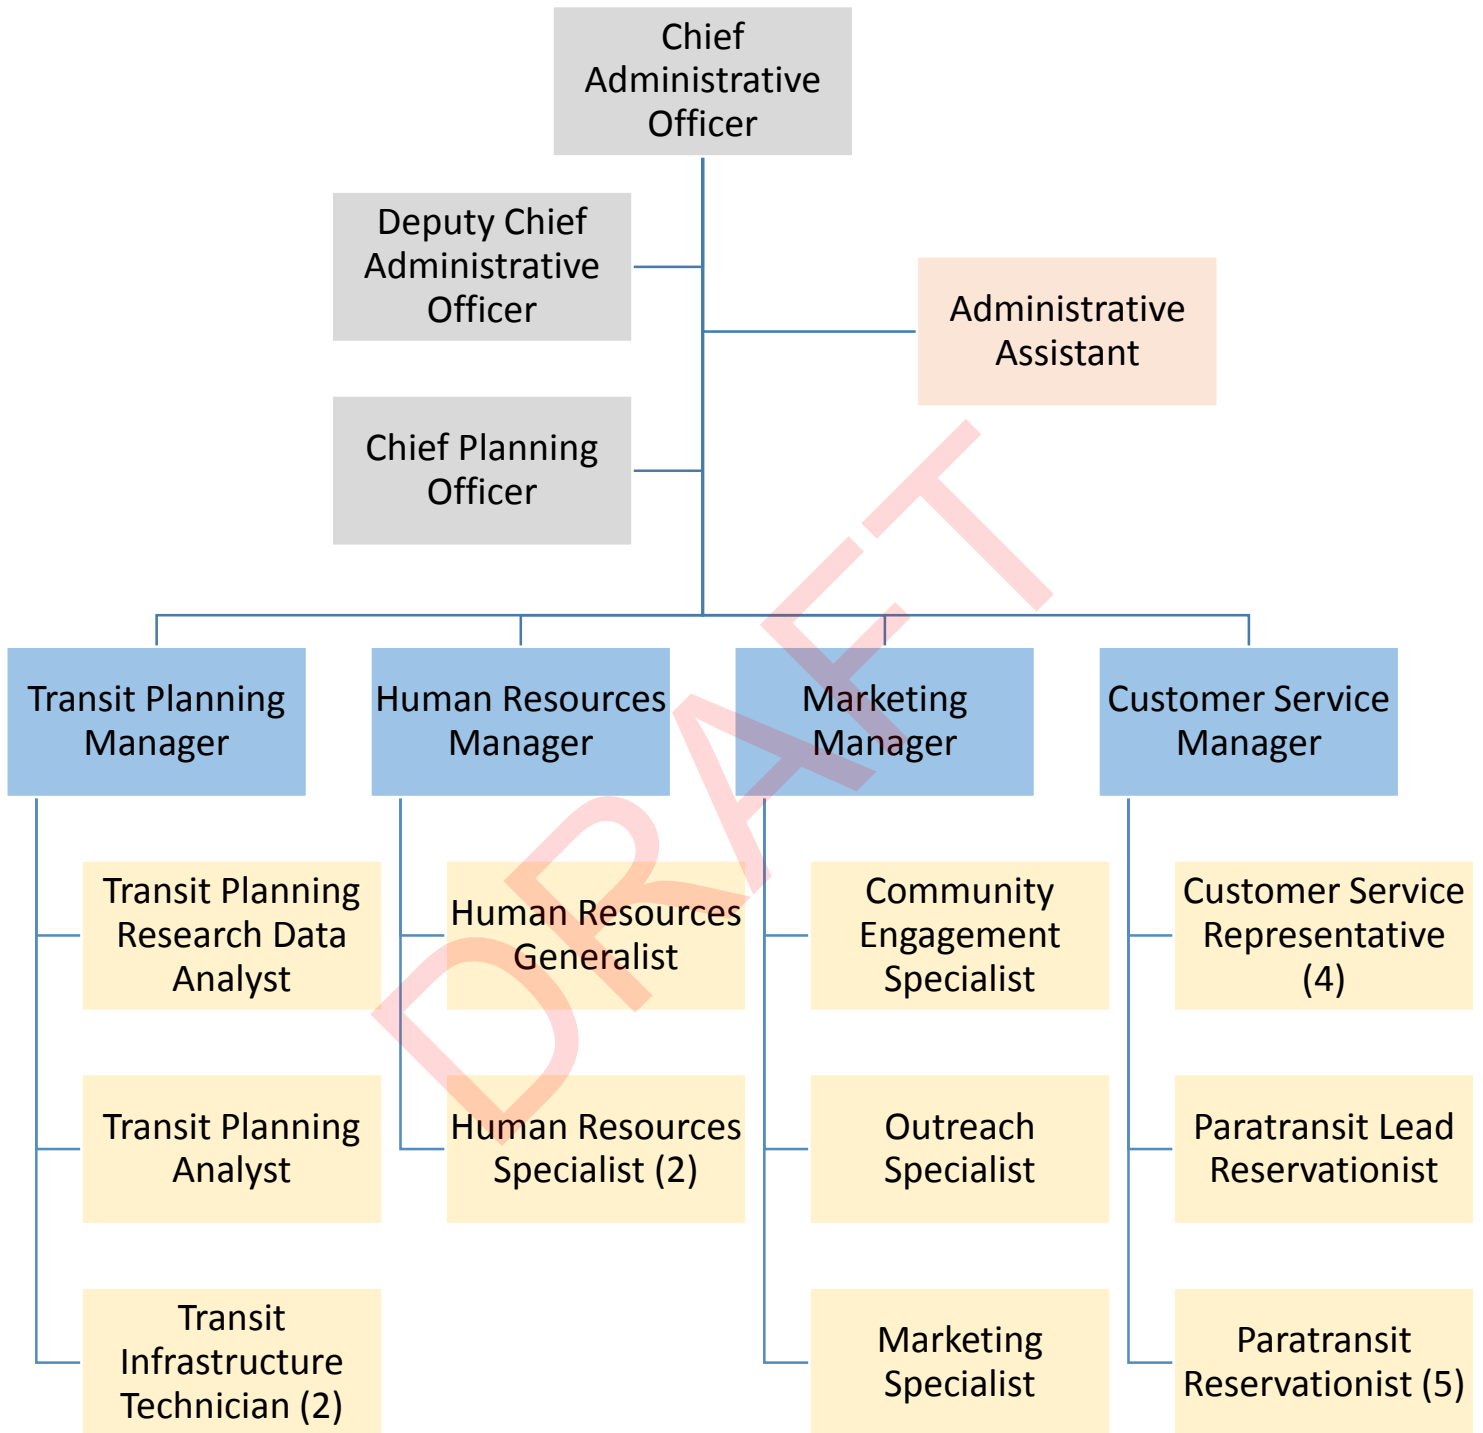 Chief
Administrative
Officer
Deputy Chief
Administrative
Officer
Administrative
Assistant
Chief Planning
Officer
DRAFT
Transit Planning
Manager
Human Resources
Manager
Marketing
Manager
Customer Service
Manager
Transit Planning
Research Data
Analyst
Human Resources
Generalist
Community
Engagement
Specialist
Customer Service
Representative
(4)
Transit Planning
Analyst
Human Resources
Specialist (2)
Outreach
Specialist
Paratransit Lead
Reservationist
Transit
Infrastructure
Technician (2)
Marketing
Specialist
Paratransit
Reservationist (5)